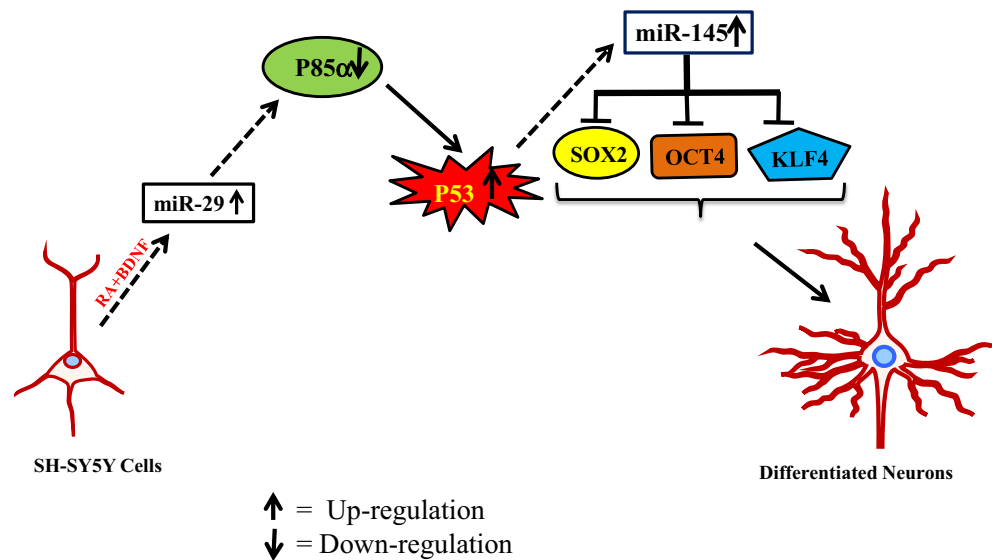 miR-145↑
P85α↓
SOX2
OCT4
KLF4
P53↑
miR-29↑
RA+BDNF
SH-SY5Y Cells
Differentiated Neurons
↑ = Up-regulation
↓ = Down-regulation